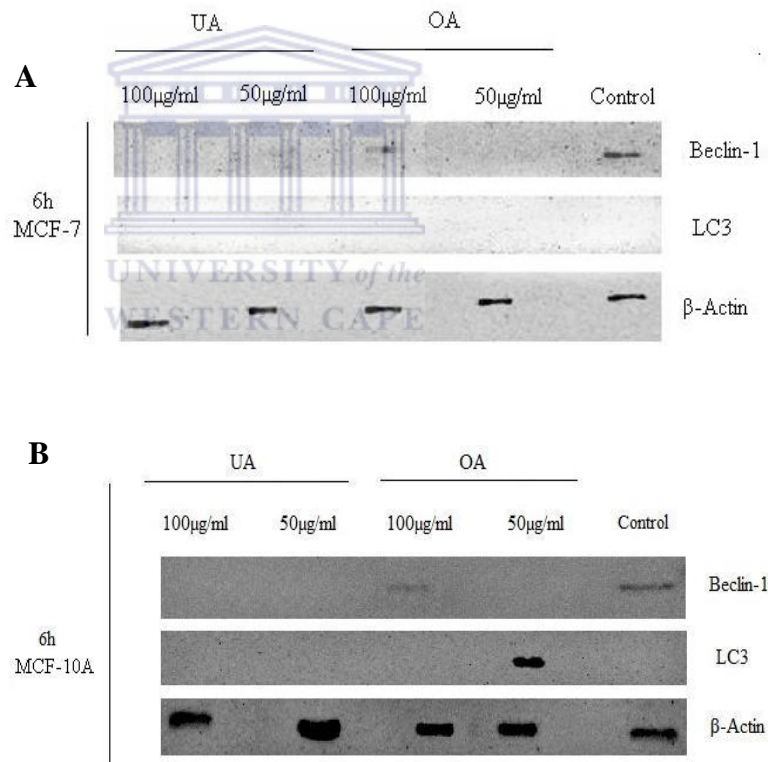 UA OA
A
100μg/ml 50μg/ml 100μg/ml 50μg/ml Control
Beclin-1
6h
MCF-7
LC3
UNIVERSITY of the
WESTERN CAPE
β-Actin
B
UA OA
100μg/ml 50μg/ml 100μg/ml 50μg/ml Control
Beclin-1
6h
MCF-10A
LC3
β-Actin